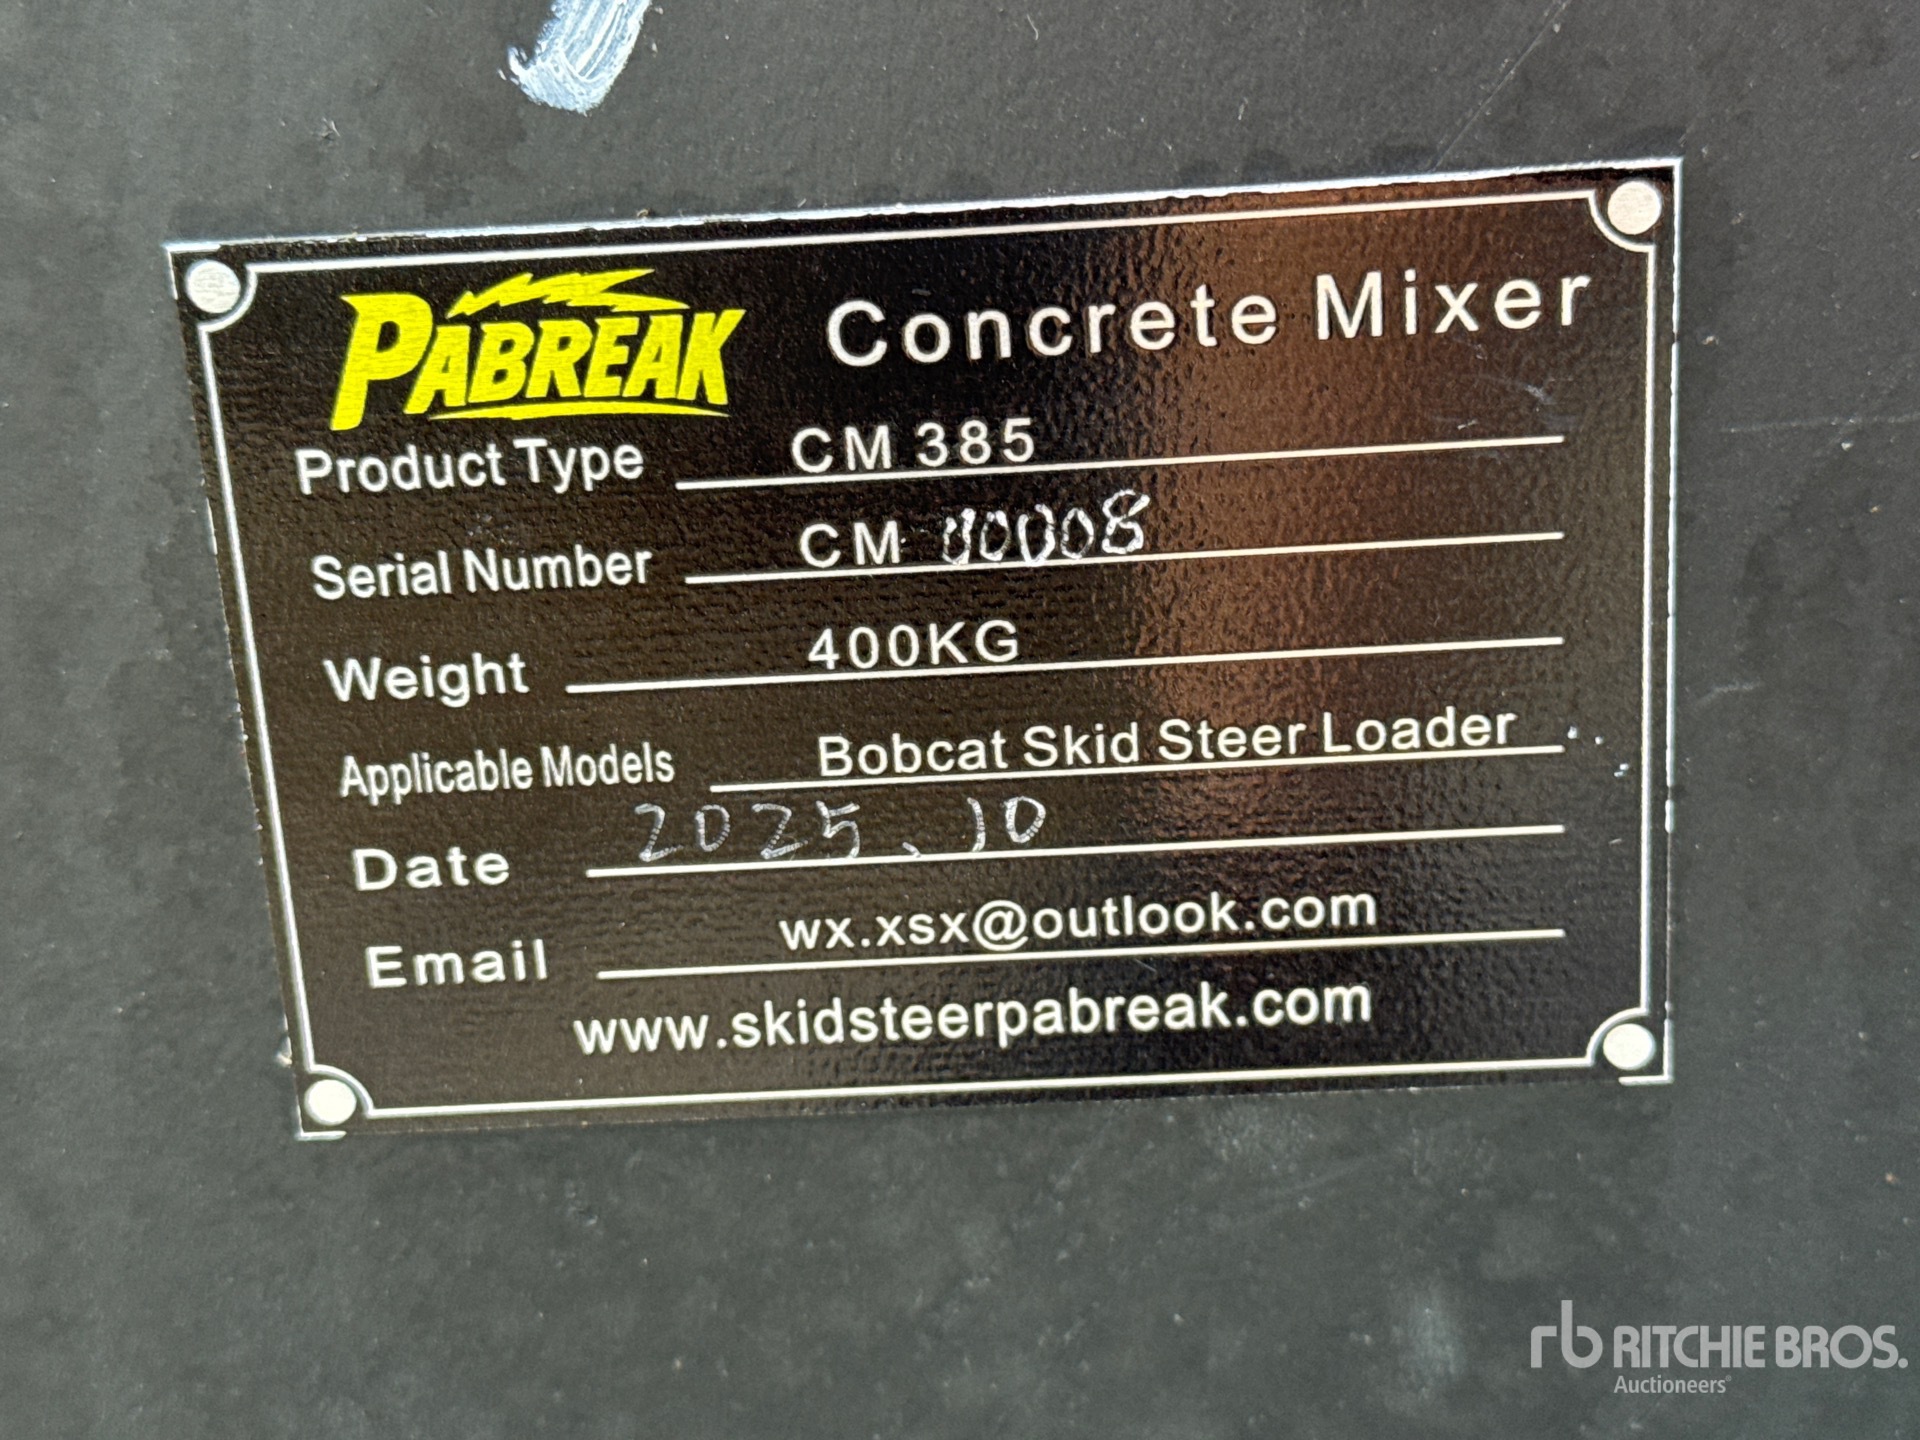 PABREAK Concrete Mixer
Product Type CM 385
Serial Number CM 00008
Weight 400KG
Applicable Models Bobcat Skid Steer Loader
Date 2025.10
Email wx.xsx@outlook.com
www.skidsteerpabreak.com
rb RITCHIE BROS.
Auctioneers